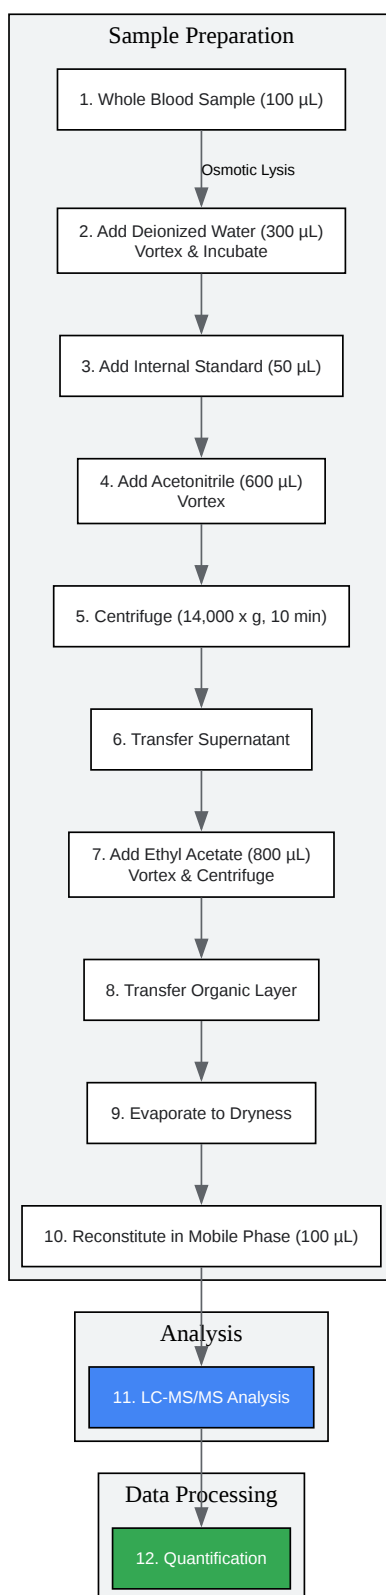 Sample Preparation
1. Whole Blood Sample (100 µL)
Osmotic Lysis
2. Add Deionized Water (300 µL)
Vortex & Incubate
3. Add Internal Standard (50 µL)
4. Add Acetonitrile (600 µL)
Vortex
5. Centrifuge (14,000 x g, 10 min)
6. Transfer Supernatant
7. Add Ethyl Acetate (800 µL)
Vortex & Centrifuge
8. Transfer Organic Layer
9. Evaporate to Dryness
10. Reconstitute in Mobile Phase (100 µL)
Analysis
11. LC-MS/MS Analysis
Data Processing
12. Quantification